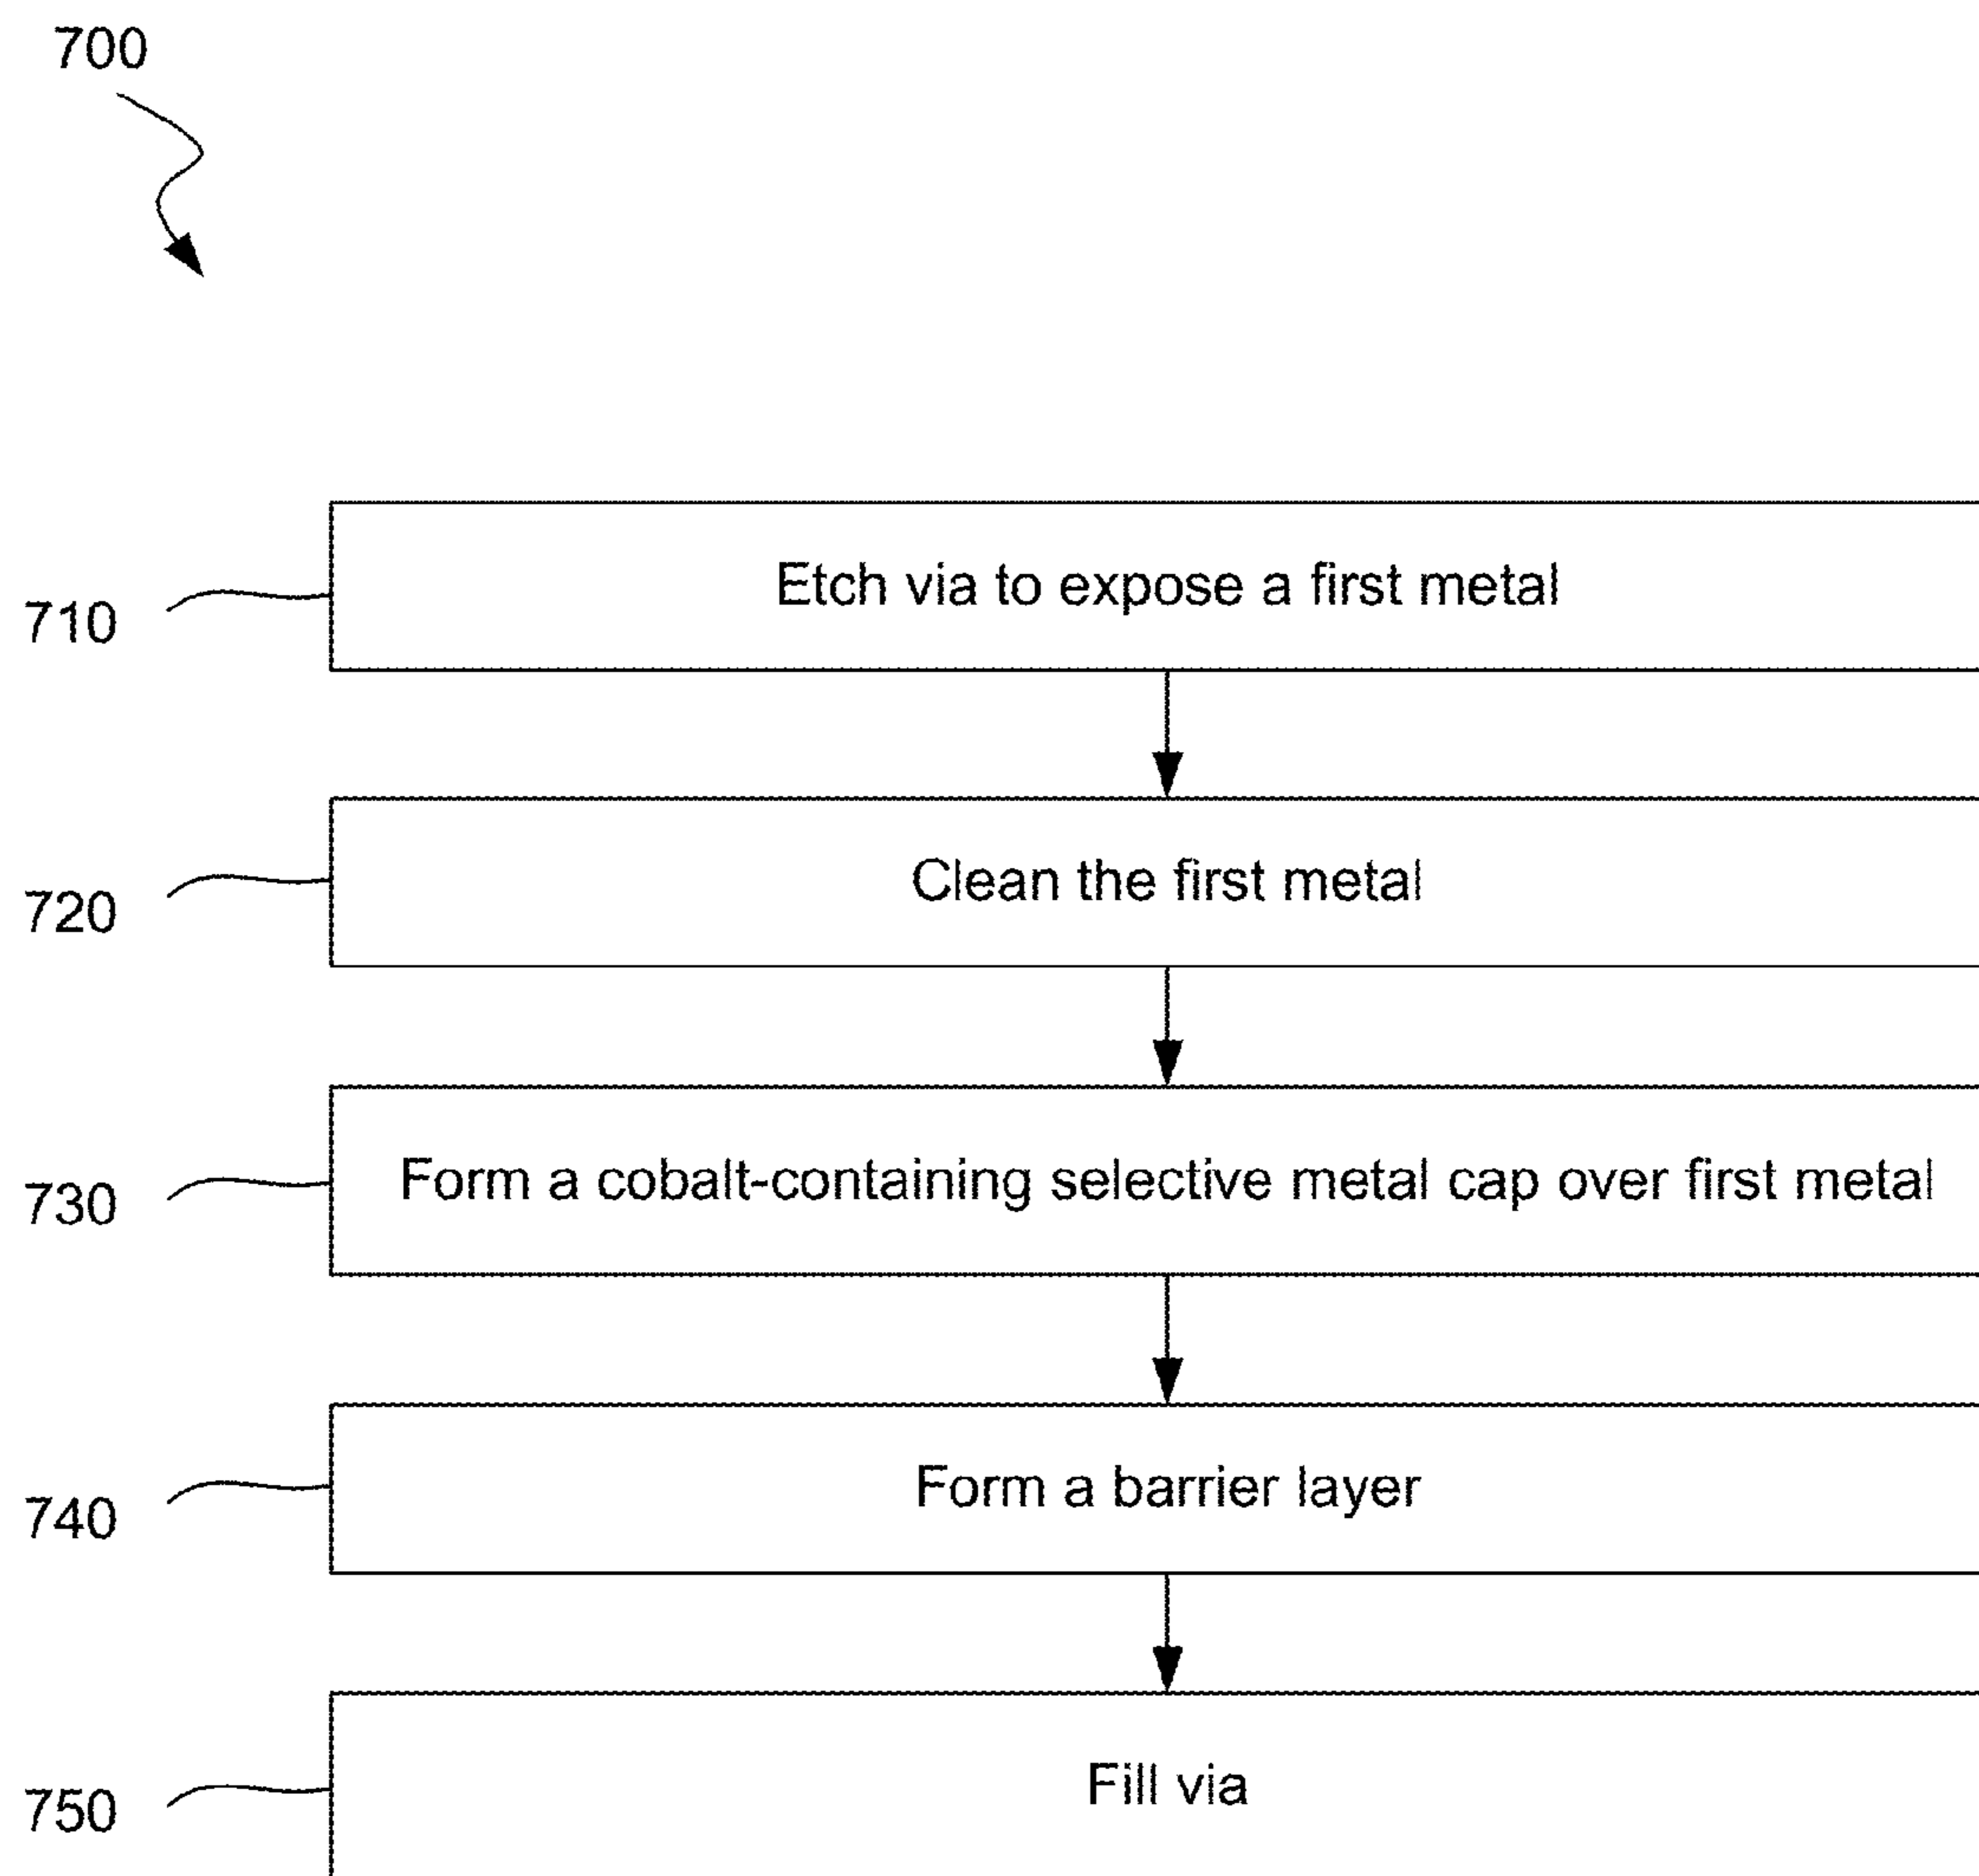 700
710
Etch via to expose a first metal
720
Clean the first metal
730
Form a cobalt-containing selective metal cap over first metal
740
Form a barrier layer
750
Fill via